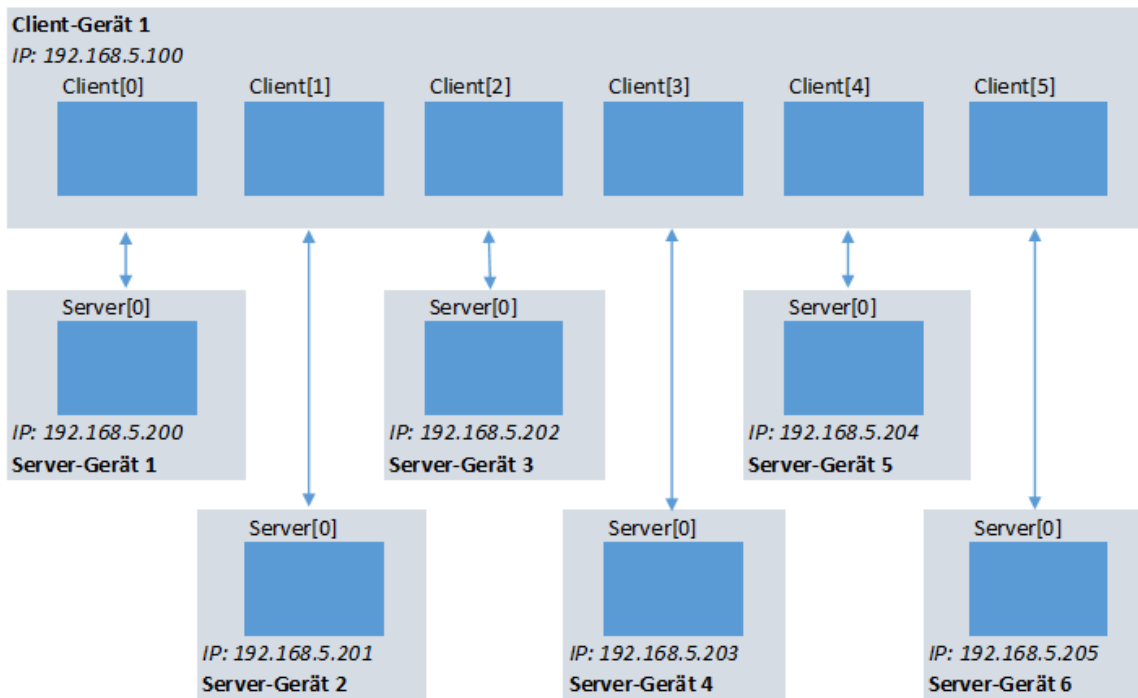 Client-Gerät 1
IP: 192.168.5.100
Client[0] Client[1] Client[2] Client[3] Client[4] Client[5]
Server[0] Server[0] Server[0]
IP: 192.168.5.200 IP: 192.168.5.202 IP: 192.168.5.204
Server-Gerät 1 Server-Gerät 3 Server-Gerät 5
Server[0] Server[0] Server[0]
IP: 192.168.5.201 IP: 192.168.5.203 IP: 192.168.5.205
Server-Gerät 2 Server-Gerät 4 Server-Gerät 6